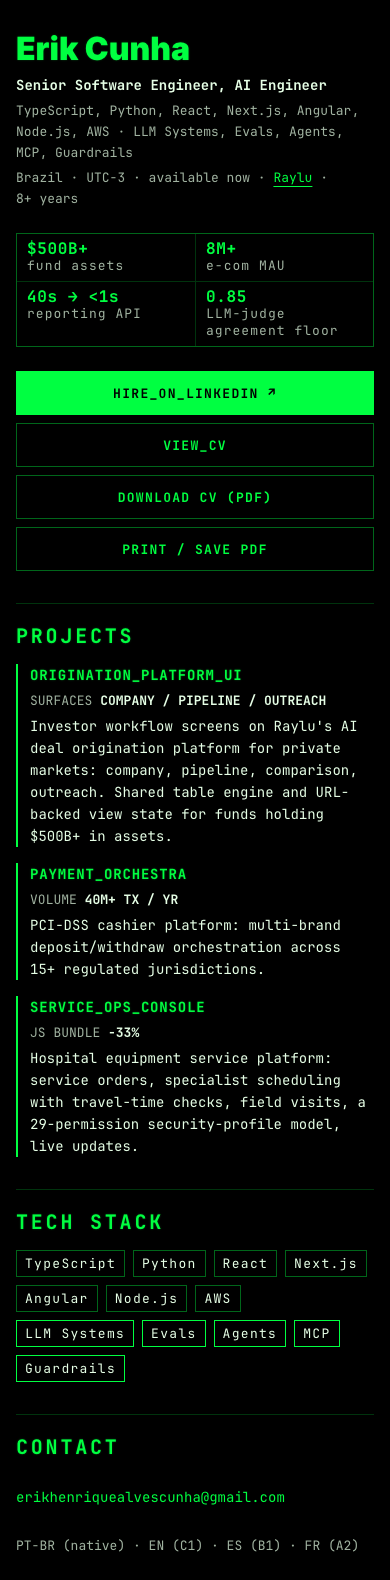 Erik Cunha
Senior Software Engineer, AI Engineer
TypeScript, Python, React, Next.js, Angular,
Node.js, AWS · LLM Systems, Evals, Agents,
MCP, Guardrails
Brazil · UTC-3 · available now · Raylu ·
8+ years
$500B+
fund assets
8M+
e-com MAU
40s → <1s
reporting API
0.85
LLM-judge
agreement floor
HIRE_ON_LINKEDIN ↗
VIEW_CV
DOWNLOAD CV (PDF)
PRINT / SAVE PDF
PROJECTS
ORIGINATION_PLATFORM_UI
SURFACES COMPANY / PIPELINE / OUTREACH
Investor workflow screens on Raylu's AI
deal origination platform for private
markets: company, pipeline, comparison,
outreach. Shared table engine and URL-
backed view state for funds holding
$500B+ in assets.
PAYMENT_ORCHESTRA
VOLUME 40M+ TX / YR
PCI-DSS cashier platform: multi-brand
deposit/withdraw orchestration across
15+ regulated jurisdictions.
SERVICE_OPS_CONSOLE
JS BUNDLE -33%
Hospital equipment service platform:
service orders, specialist scheduling
with travel-time checks, field visits, a
29-permission security-profile model,
live updates.
TECH STACK
TypeScript Python React Next.js
Angular Node.js AWS
LLM Systems Evals Agents MCP
Guardrails
CONTACT
erikhenriquealvescunha@gmail.com
PT-BR (native) · EN (C1) · ES (B1) · FR (A2)